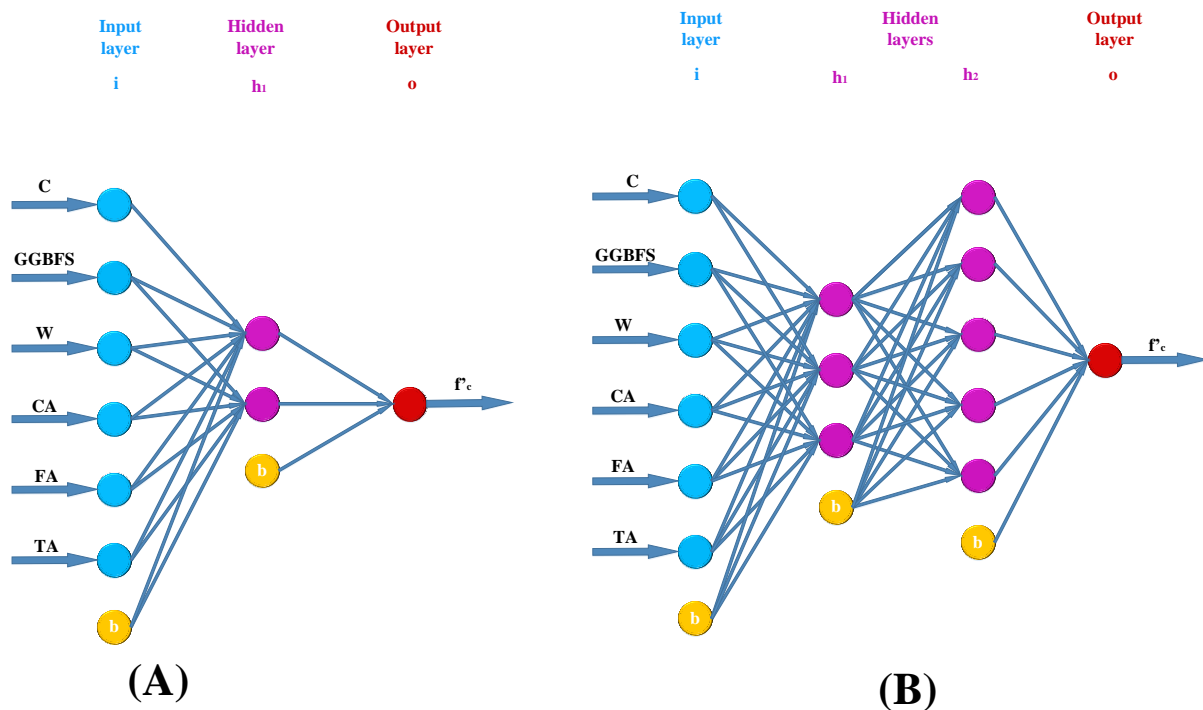 Input
layer
i
Hidden
layer
h1
Output
layer
o
C
GGBFS
W
CA
FA
TA
b
b
f'c
(A)
Input
layer
i
Hidden
layers
h1
h2
Output
layer
o
C
GGBFS
W
CA
FA
TA
b
b
b
f'c
(B)